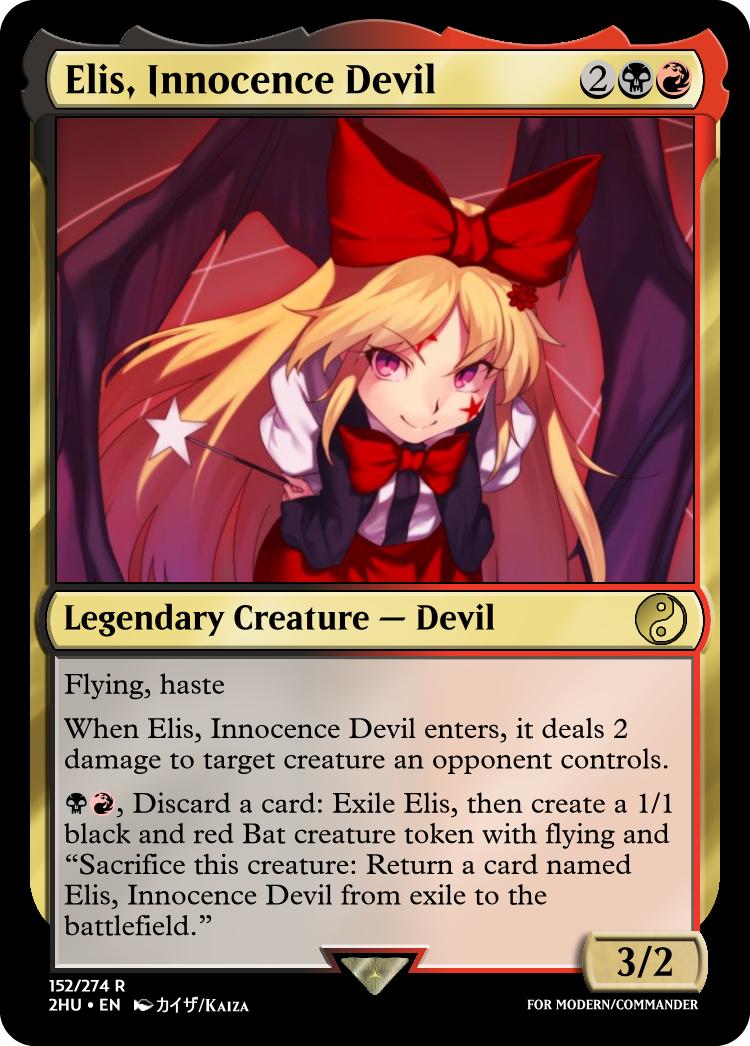 Elis, Innocence Devil
2
Legendary Creature — Devil
Flying, haste
When Elis, Innocence Devil enters, it deals 2
damage to target creature an opponent controls.
, Discard a card: Exile Elis, then create a 1/1
black and red Bat creature token with flying and
“Sacrifice this creature: Return a card named
Elis, Innocence Devil from exile to the
battlefield.”
3/2
152/274 R
2HU • EN カイザ/Kaiza
FOR MODERN/COMMANDER